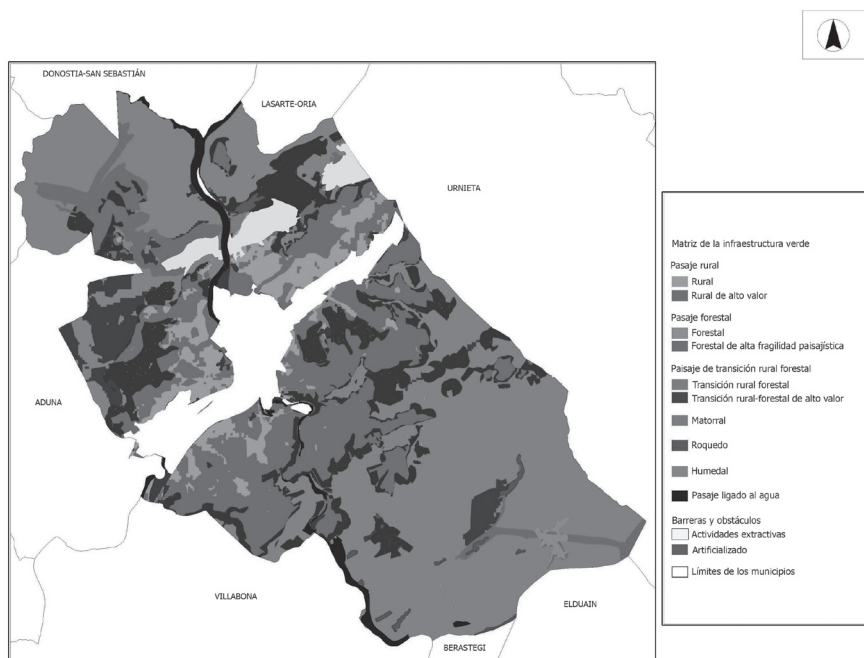 DONOSTIA-SAN SEBASTIÁN
LASARTE-ORIA
URNIETA
ADUNA
VILLABONA
ELDUAIN
BERASTEGI
Matriz de la infraestructura verde
Pasaje rural
Rural
Rural de alto valor
Pasaje forestal
Forestal
Forestal de alta fragilidad paisajística
Paisaje de transición rural forestal
Transición rural forestal
Transición rural-forestal de alto valor
Matorral
Roquedo
Humedal
Pasaje ligado al agua
Barreras y obstáculos
Actividades extractivas
Artificializado
Límites de los municipios